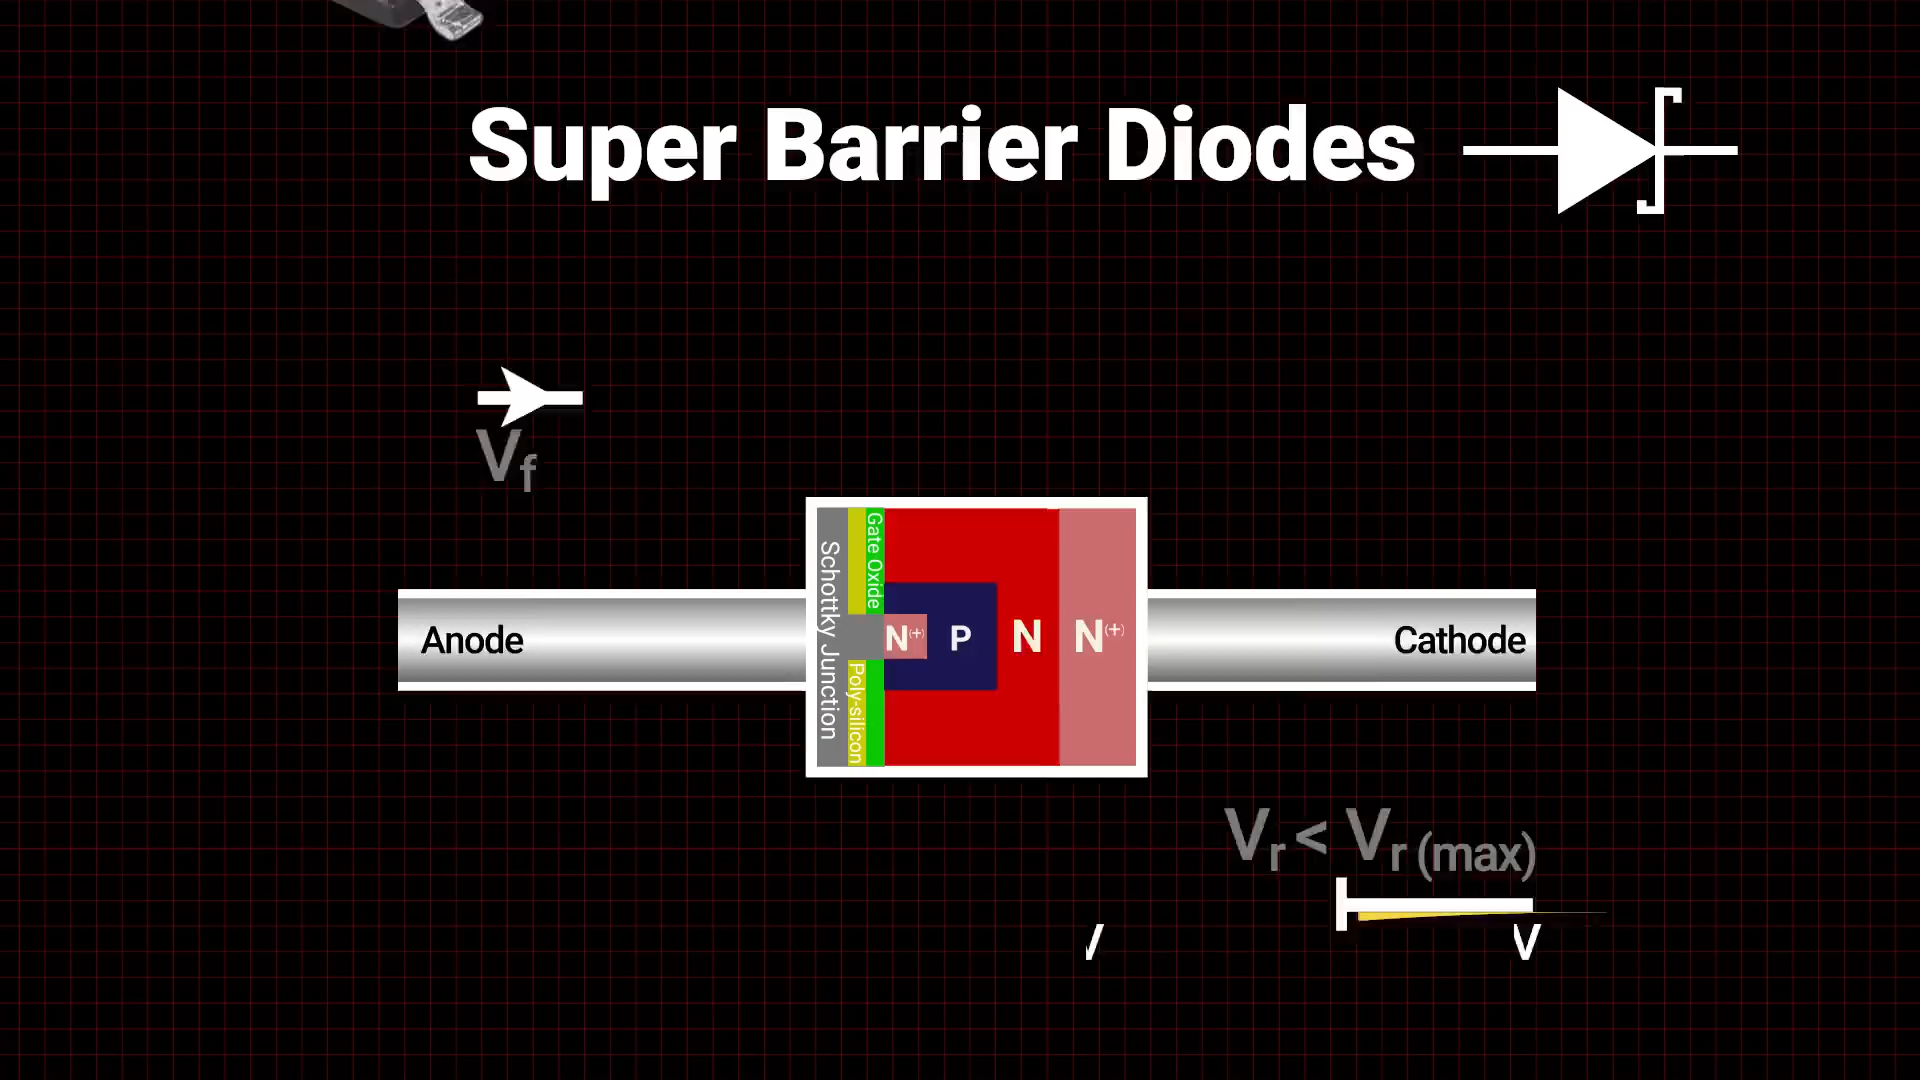 Super Barrier Diodes
Vf
Gate Oxide
Schottky Junction
Anode
N(+)
P
N
N(+)
Cathode
Poly-silicon
Vr < Vr (max)
V